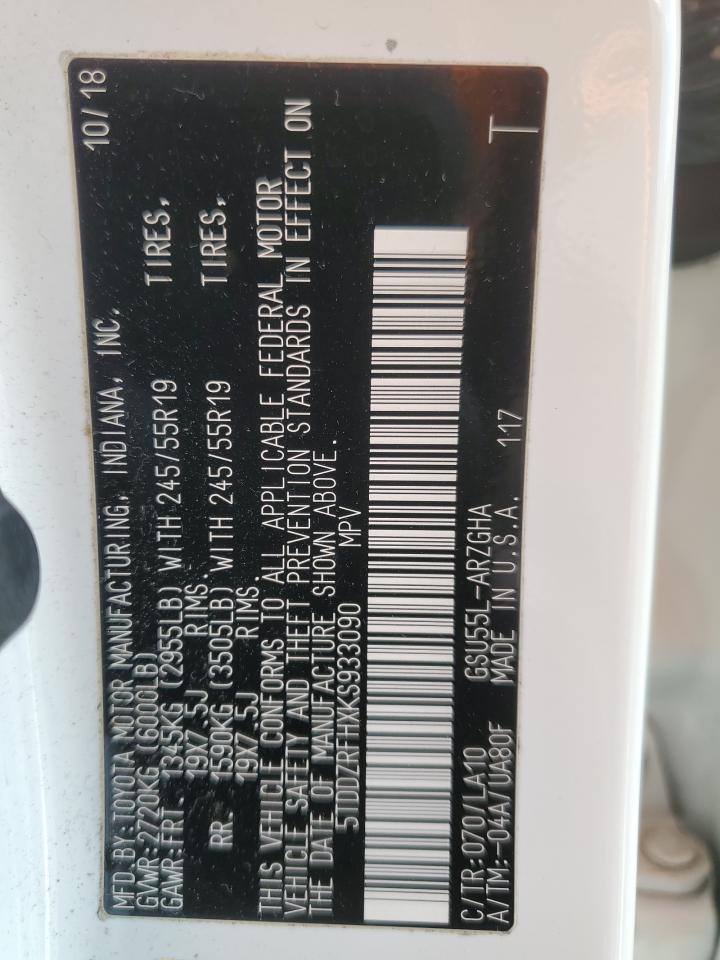 MFD.BY:TOYOTA MOTOR MANUFACTURING, INDIANA, INC. 10/18
GVWR:2720KG (6000LB)
GAWR:FRT. 1345KG (2955LB) WITH 245/55R19 TIRES,
19X7.5J RIMS.
RR. 1590KG (3505LB) WITH 245/55R19 TIRES,
19X7.5J RIMS
THIS VEHICLE CONFORMS TO ALL APPLICABLE FEDERAL MOTOR
VEHICLE SAFETY AND THEFT PREVENTION STANDARDS IN EFFECT ON
THE DATE OF MANUFACTURE SHOWN ABOVE.
5TDDZRFHXKS933090 MPV
C/TR:070/LA10 GSU55L-ARZGHA
A/TM:-04A/UA80F MADE IN U.S.A. 117 T